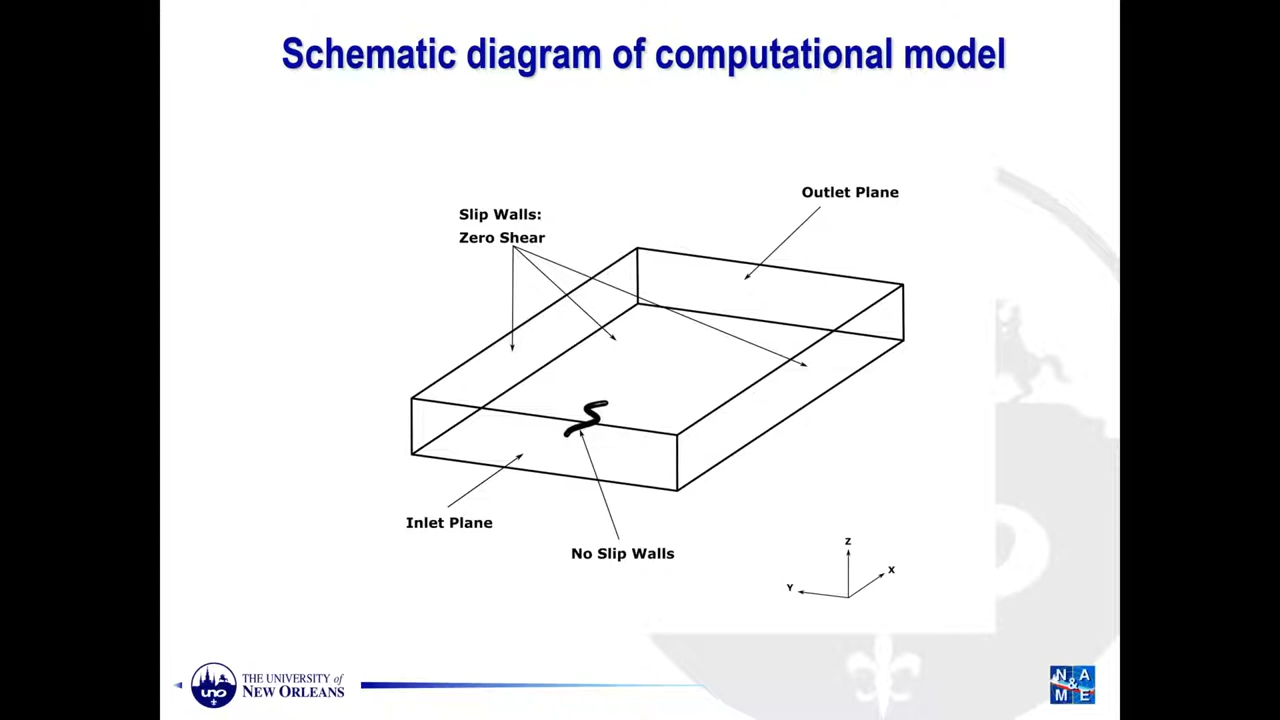 Schematic diagram of computational model
Outlet Plane
Slip Walls:
Zero Shear
Inlet Plane
No Slip Walls
Z
X
Y
uno
THE UNIVERSITY of
NEW ORLEANS
N A
&
M E